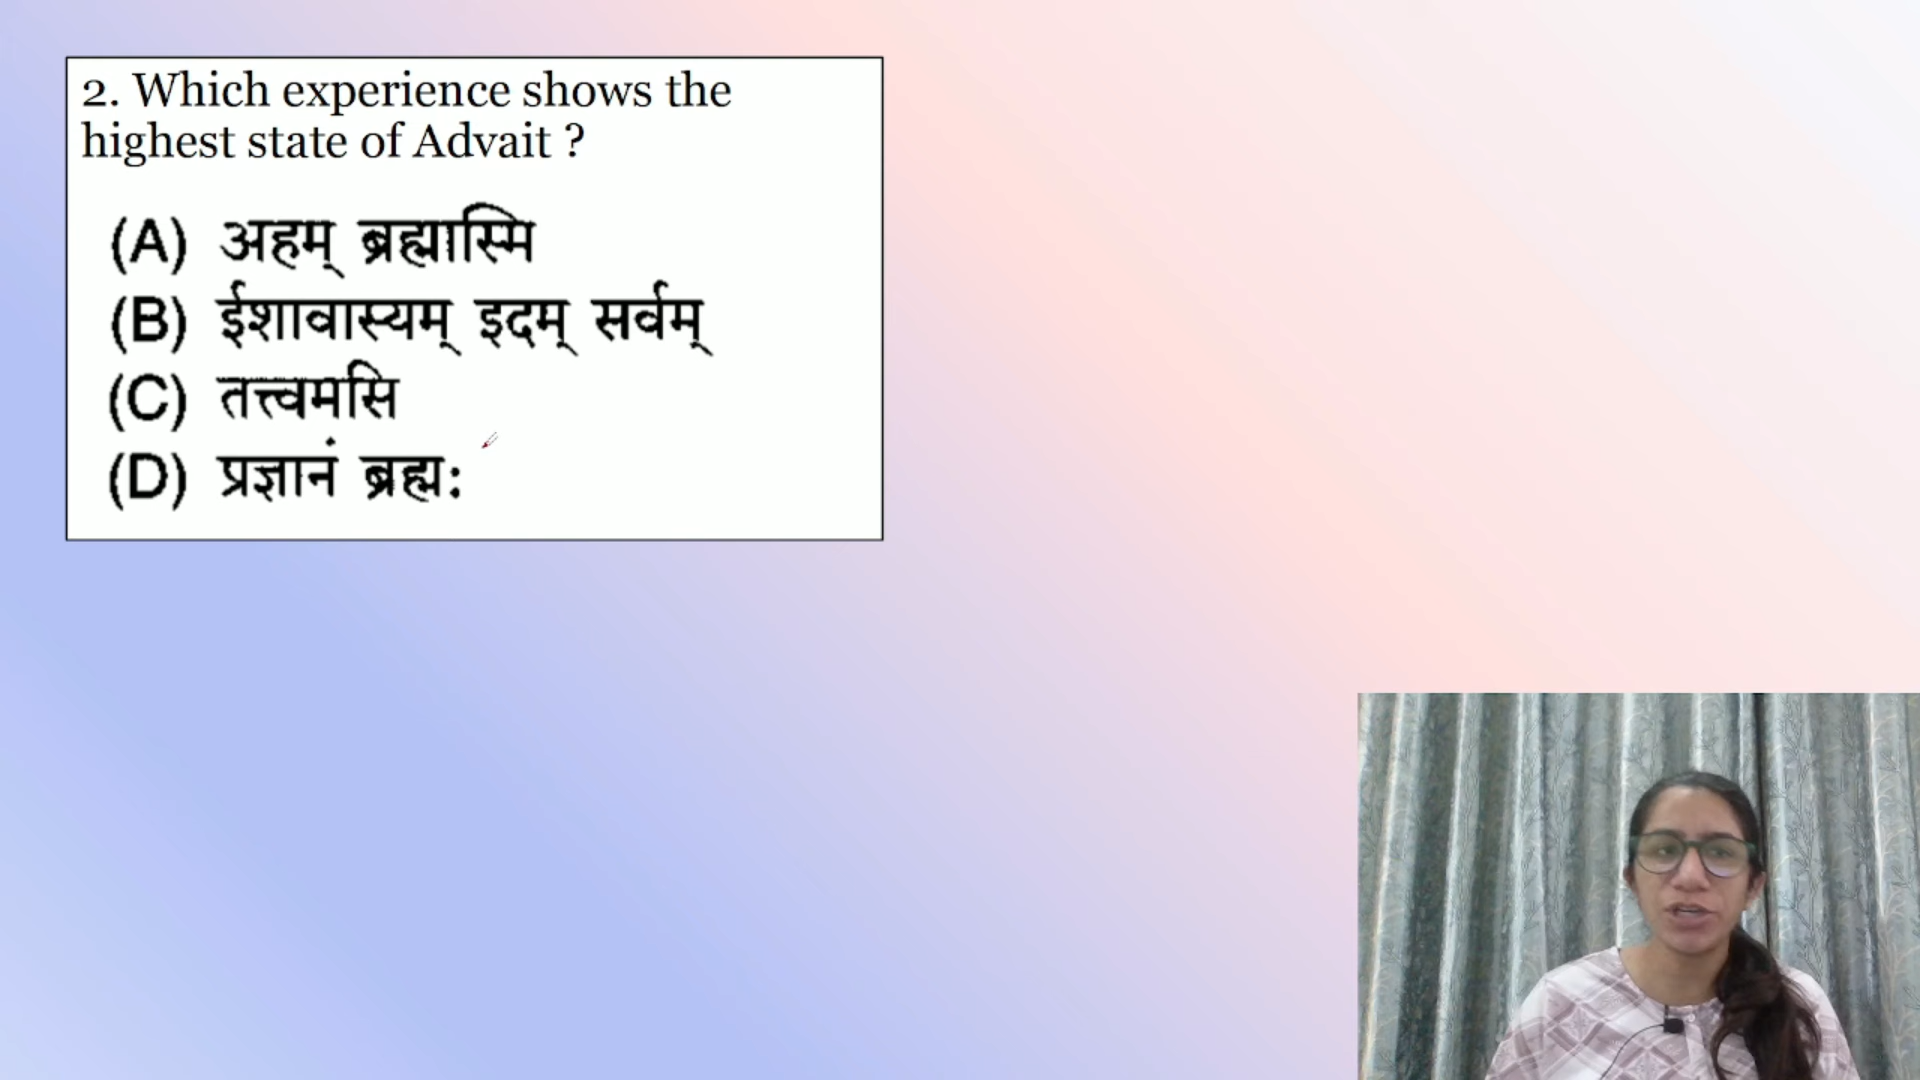 2. Which experience shows the
highest state of Advait ?
(A) अहम् ब्रह्मास्मि
(B) ईशावास्यम् इदम् सर्वम्
(C) तत्त्वमसि
(D) प्रज्ञानं ब्रह्म: